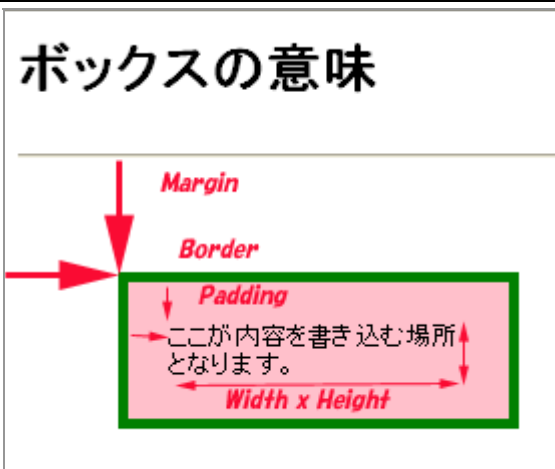 ボックスの意味
Margin
Border
Padding
ここが内容を書き込む場所
となります。
Width x Height